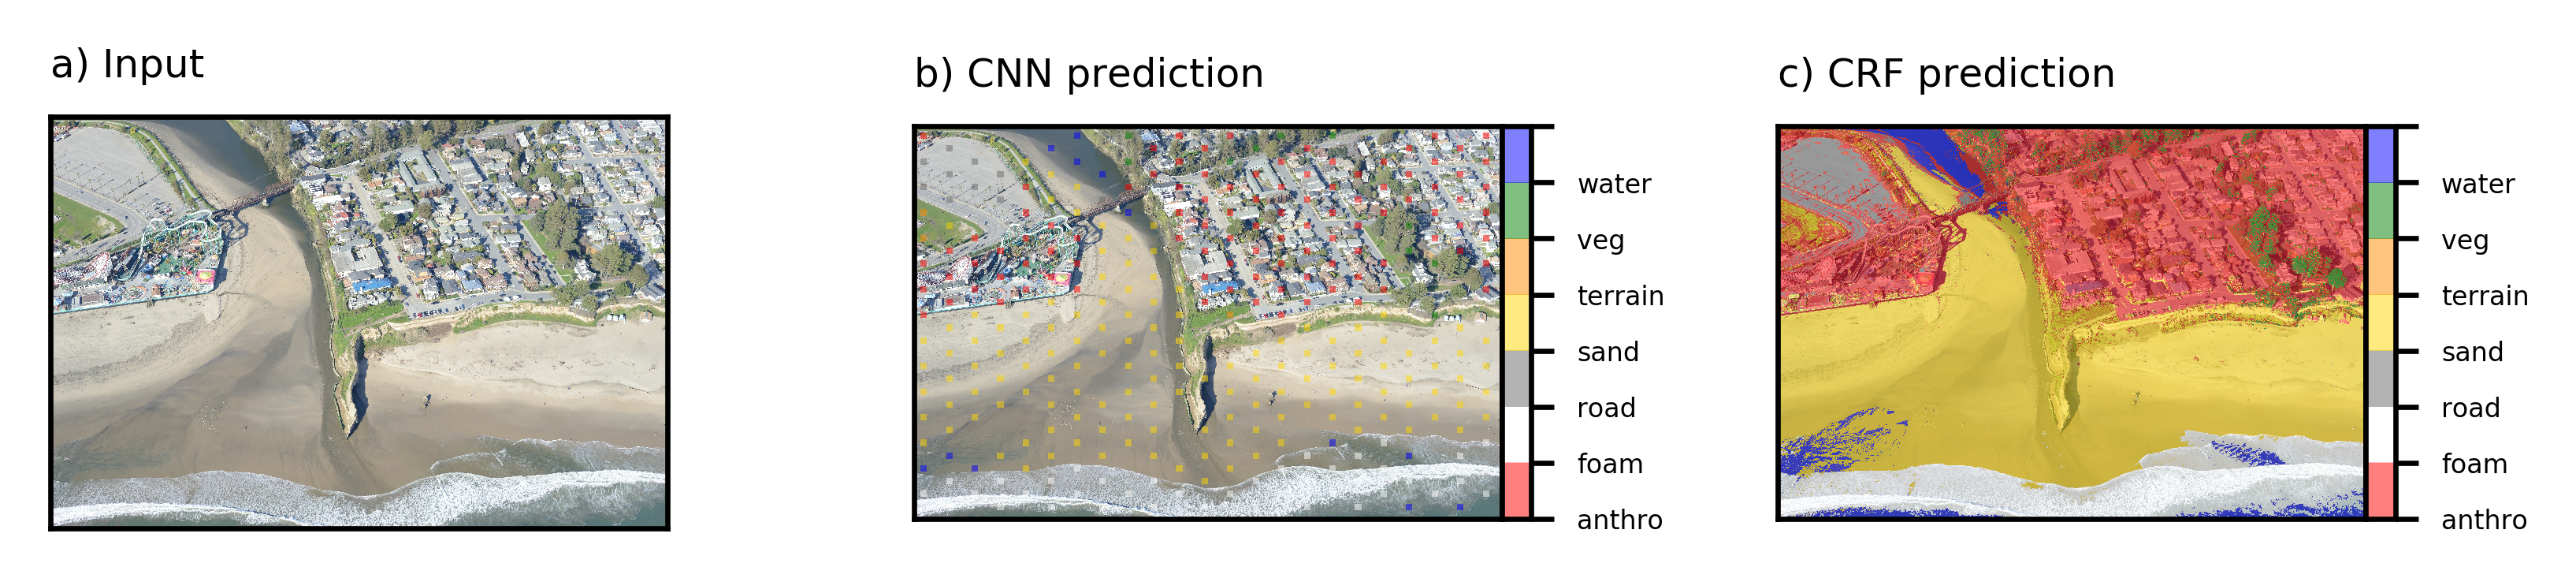 a) Input
b) CNN prediction
water
veg
terrain
sand
road
foam
anthro
c) CRF prediction
water
veg
terrain
sand
road
foam
anthro